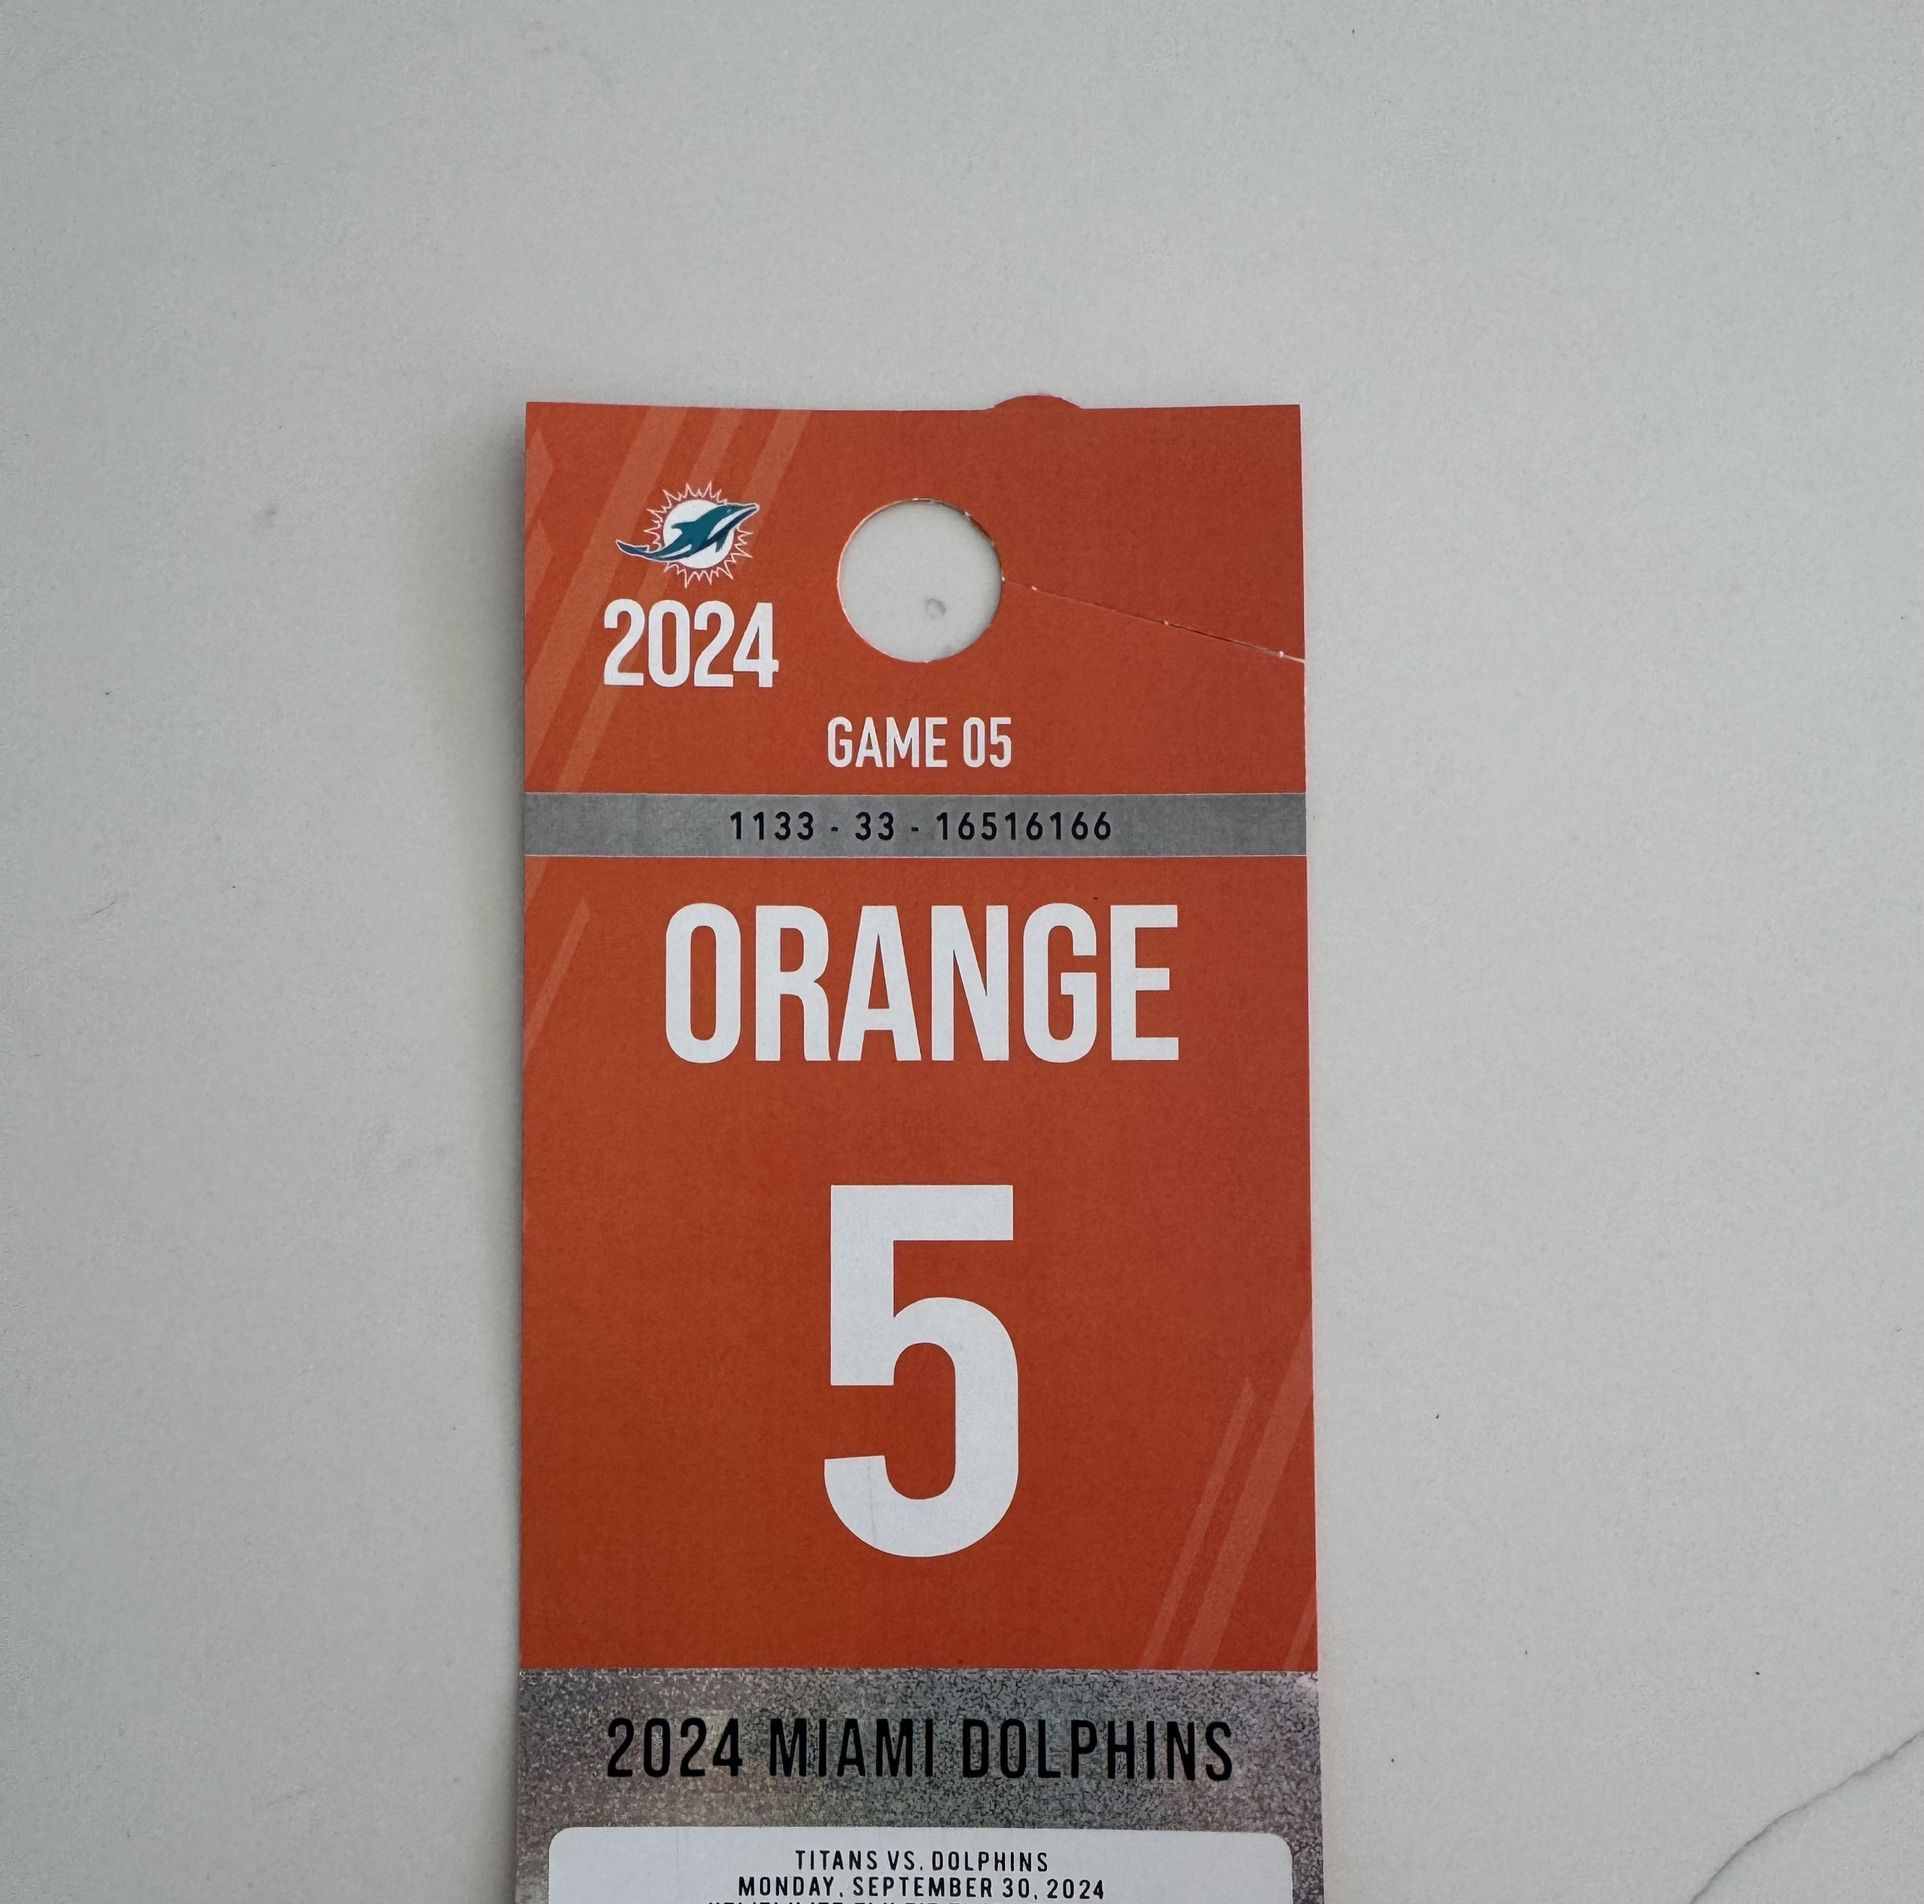 2024
GAME 05
1133 - 33 - 16516166
ORANGE
5
2024 MIAMI DOLPHINS
TITANS VS. DOLPHINS
MONDAY, SEPTEMBER 30, 2024